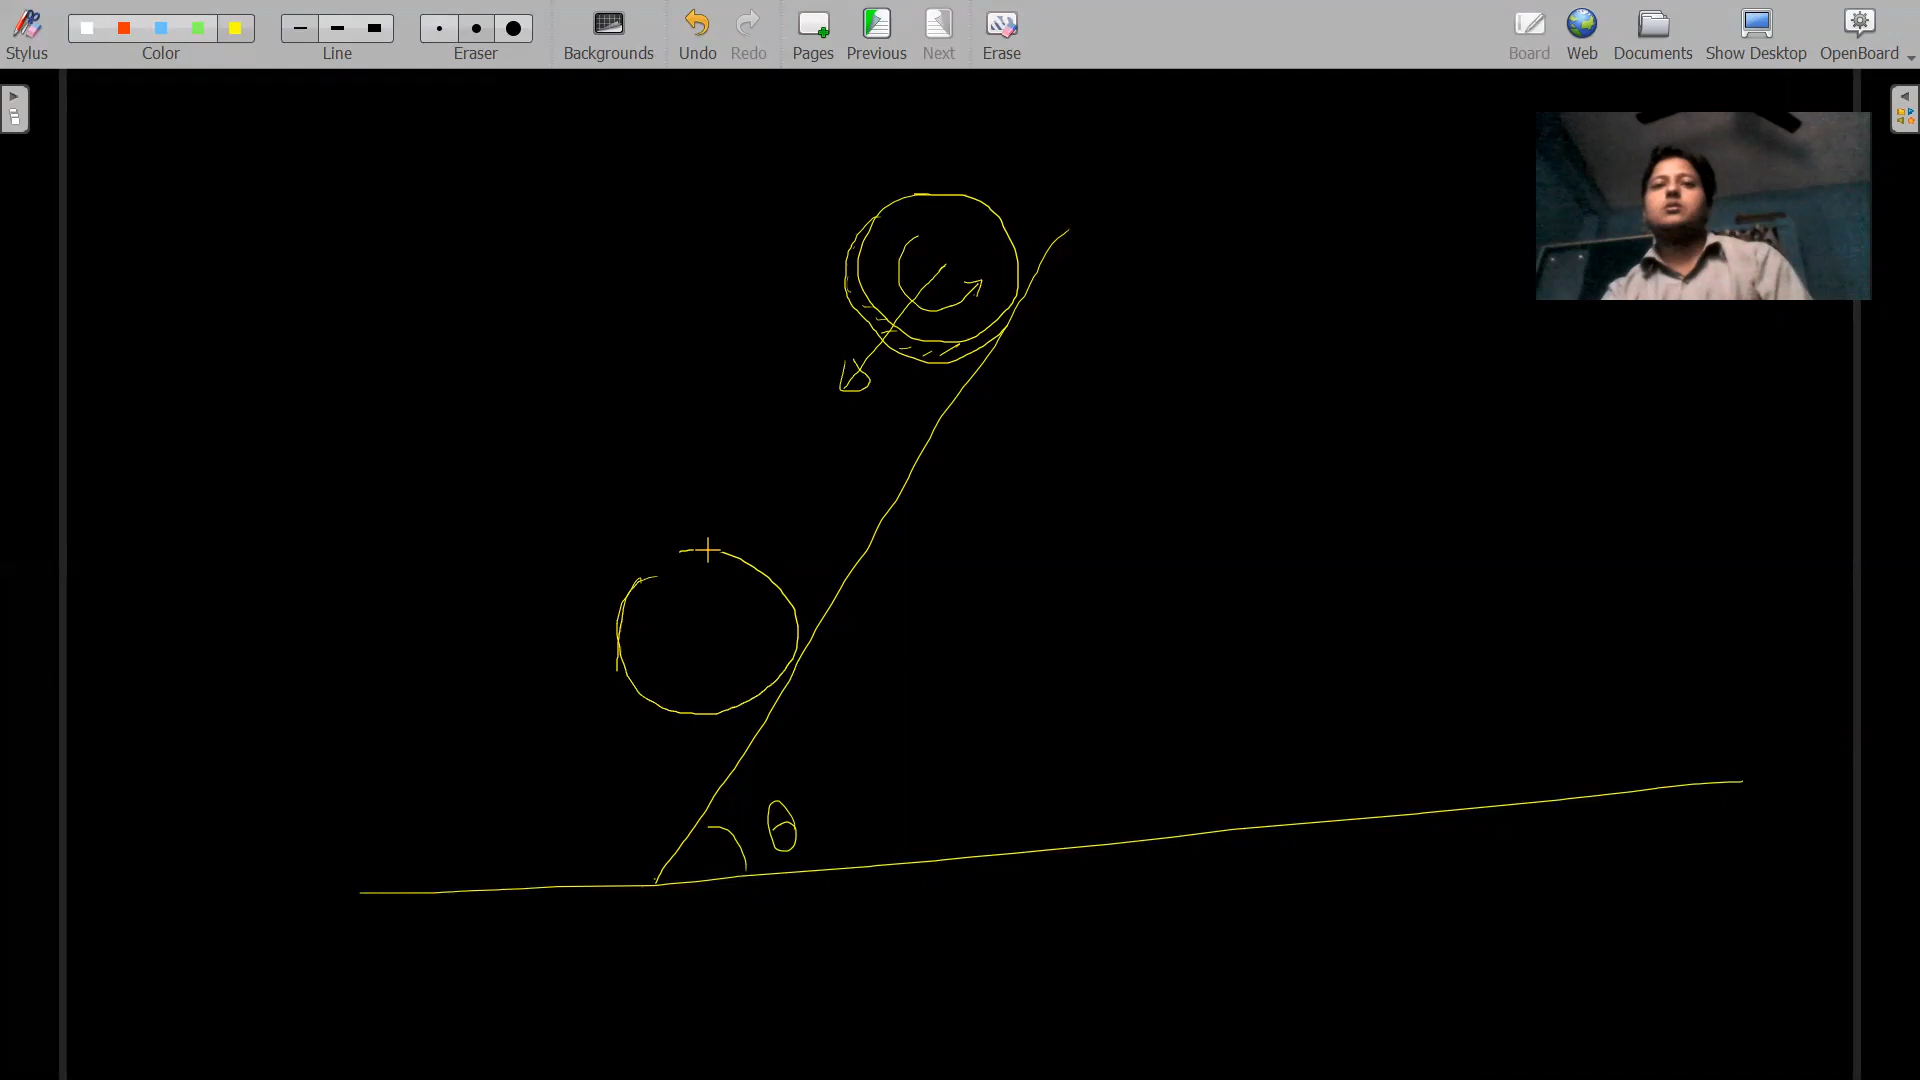 Stylus Color Line Eraser Backgrounds Undo Redo Pages Previous Next Erase Board Web Documents Show Desktop OpenBoard
θ